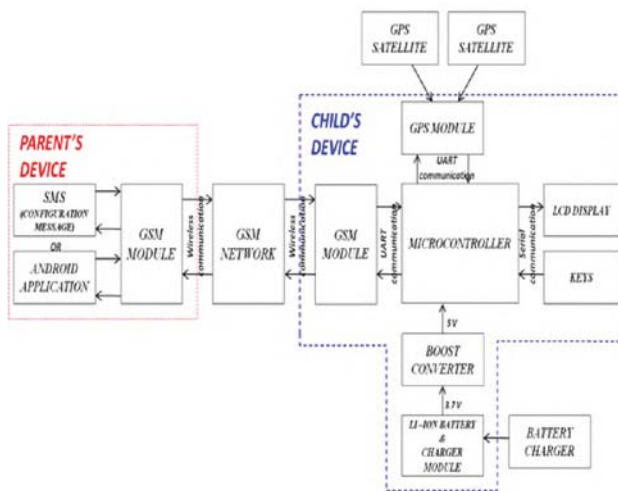 GPS
SATELLITE
GPS
SATELLITE
CHILD'S
DEVICE
GPS MODULE
UART
communication
PARENT'S
DEVICE
SMS
(CONFIGURATION
MESSAGE)
OR
ANDROID
APPLICATION
GSM
MODULE
Wireless
communication
GSM
NETWORK
Wireless
communication
GSM
MODULE
UART
communication
MICROCONTROLLER
Serial
communication
LCD DISPLAY
KEYS
5V
BOOST
CONVERTER
3.7 V
LI-ION BATTERY
&
CHARGER
MODULE
BATTERY
CHARGER